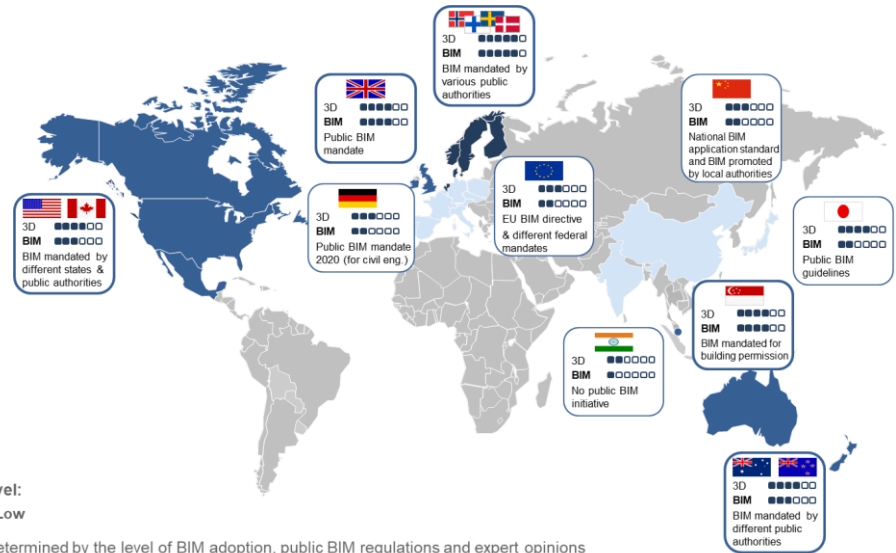 3D
BIM
BIM mandated by
various public
authorities
3D
BIM
Public BIM
mandate
3D
BIM
National BIM
application standard
and BIM promoted
by local authorities
3D
BIM
EU BIM directive
& different federal
mandates
3D
BIM
BIM mandated by
different states &
public authorities
3D
BIM
Public BIM mandate
2020 (for civil eng.)
3D
BIM
Public BIM
guidelines
3D
BIM
BIM mandated for
building permission
3D
BIM
No public BIM
initiative
3D
BIM
BIM mandated by
different public
authorities
vel:
Low
etermined by the level of BIM adoption, public BIM regulations and expert opinions